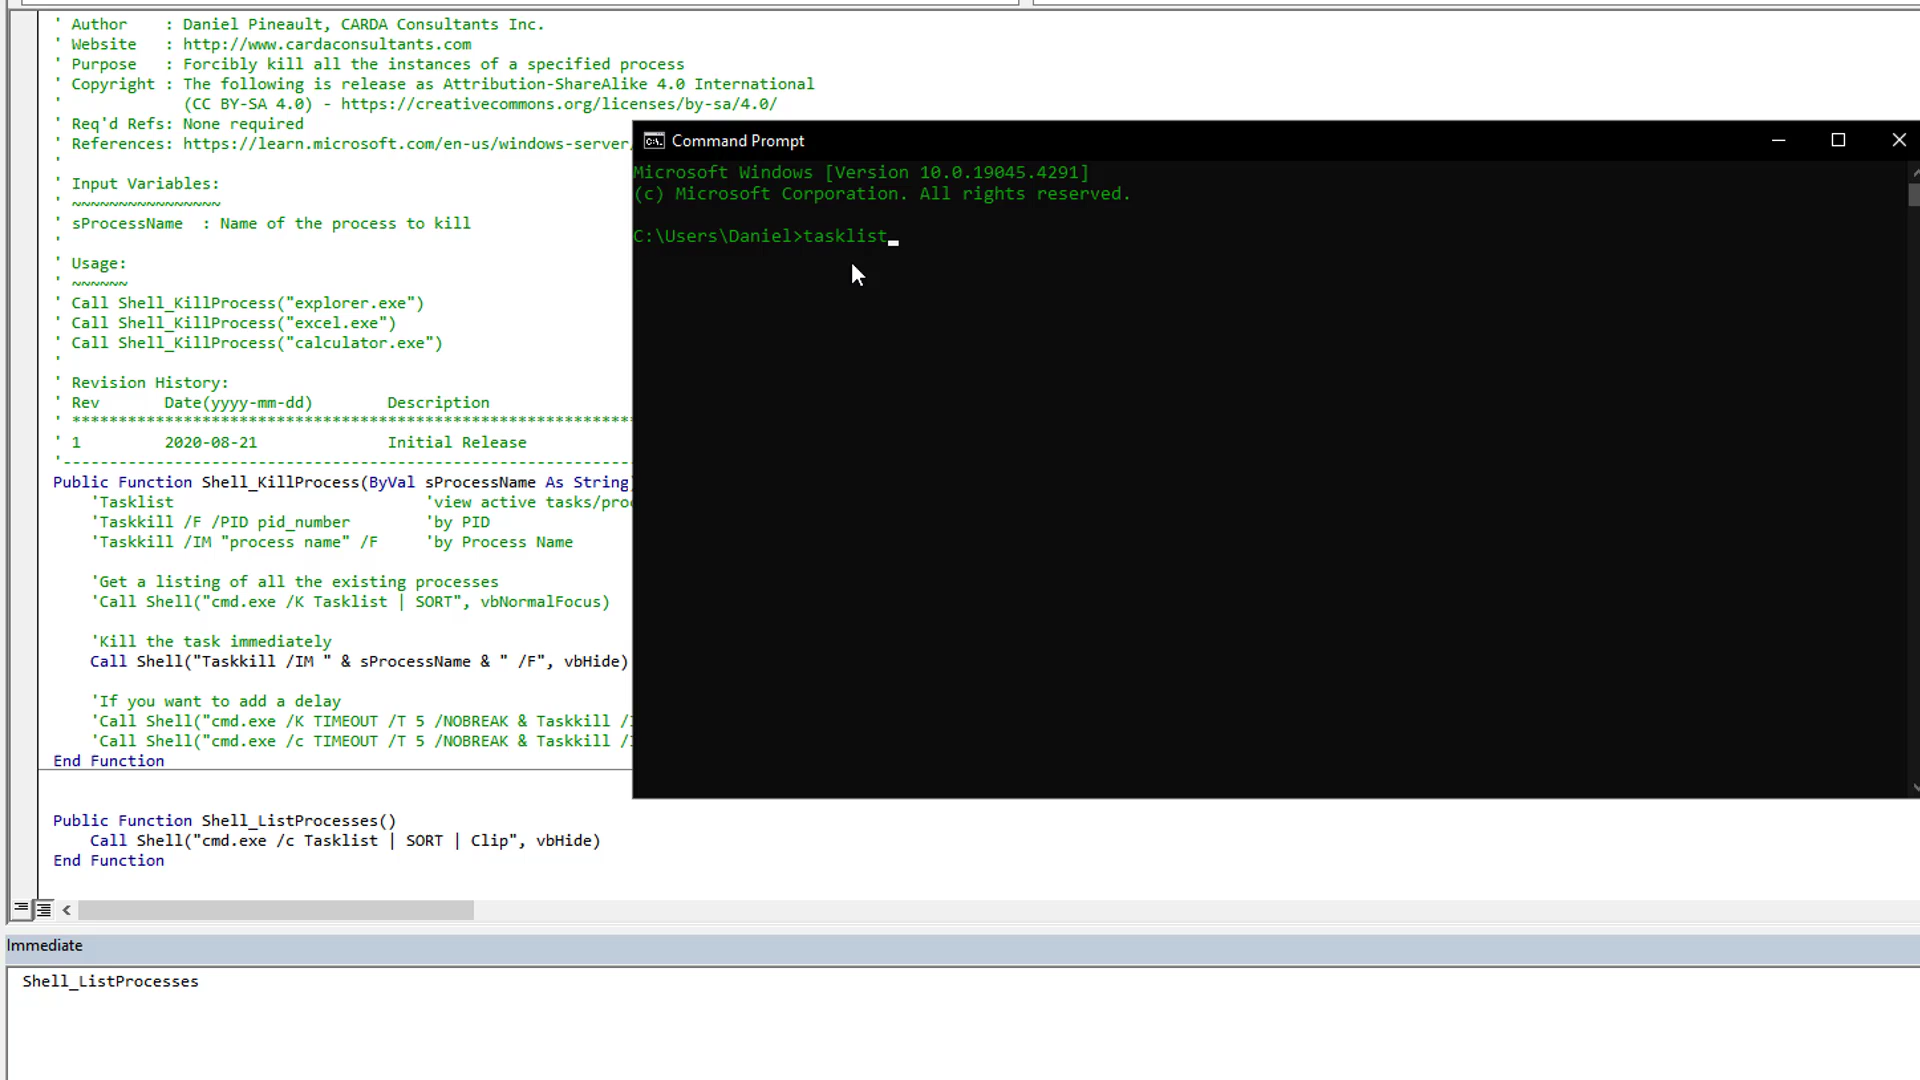 ' Author    : Daniel Pineault, CARDA Consultants Inc.
' Website   : http://www.cardaconsultants.com
' Purpose   : Forcibly kill all the instances of a specified process
' Copyright : The following is release as Attribution-ShareAlike 4.0 International
'             (CC BY-SA 4.0) - https://creativecommons.org/licenses/by-sa/4.0/
' Req'd Refs: None required
' References: https://learn.microsoft.com/en-us/windows-server/
'
' Input Variables:
' ~~~~~~~~~~~~~~~~
' sProcessName  : Name of the process to kill
'
' Usage:
' ~~~~~~
' Call Shell_KillProcess("explorer.exe")
' Call Shell_KillProcess("excel.exe")
' Call Shell_KillProcess("calculator.exe")
'
' Revision History:
' Rev       Date(yyyy-mm-dd)        Description
' *************************************************************
' 1         2020-08-21              Initial Release
'--------------------------------------------------------------
Public Function Shell_KillProcess(ByVal sProcessName As String)
    'Tasklist                           'view active tasks/pro
    'Taskkill /F /PID pid_number        'by PID
    'Taskkill /IM "process name" /F     'by Process Name
    'Get a listing of all the existing processes
    'Call Shell("cmd.exe /K Tasklist | SORT", vbNormalFocus)
    'Kill the task immediately
    Call Shell("Taskkill /IM " & sProcessName & " /F", vbHide)
    'If you want to add a delay
    'Call Shell("cmd.exe /K TIMEOUT /T 5 /NOBREAK & Taskkill /
    'Call Shell("cmd.exe /c TIMEOUT /T 5 /NOBREAK & Taskkill /
End Function
Public Function Shell_ListProcesses()
    Call Shell("cmd.exe /c Tasklist | SORT | Clip", vbHide)
End Function
Immediate
Shell_ListProcesses
Command Prompt
Microsoft Windows [Version 10.0.19045.4291]
(c) Microsoft Corporation. All rights reserved.
C:\Users\Daniel>tasklist